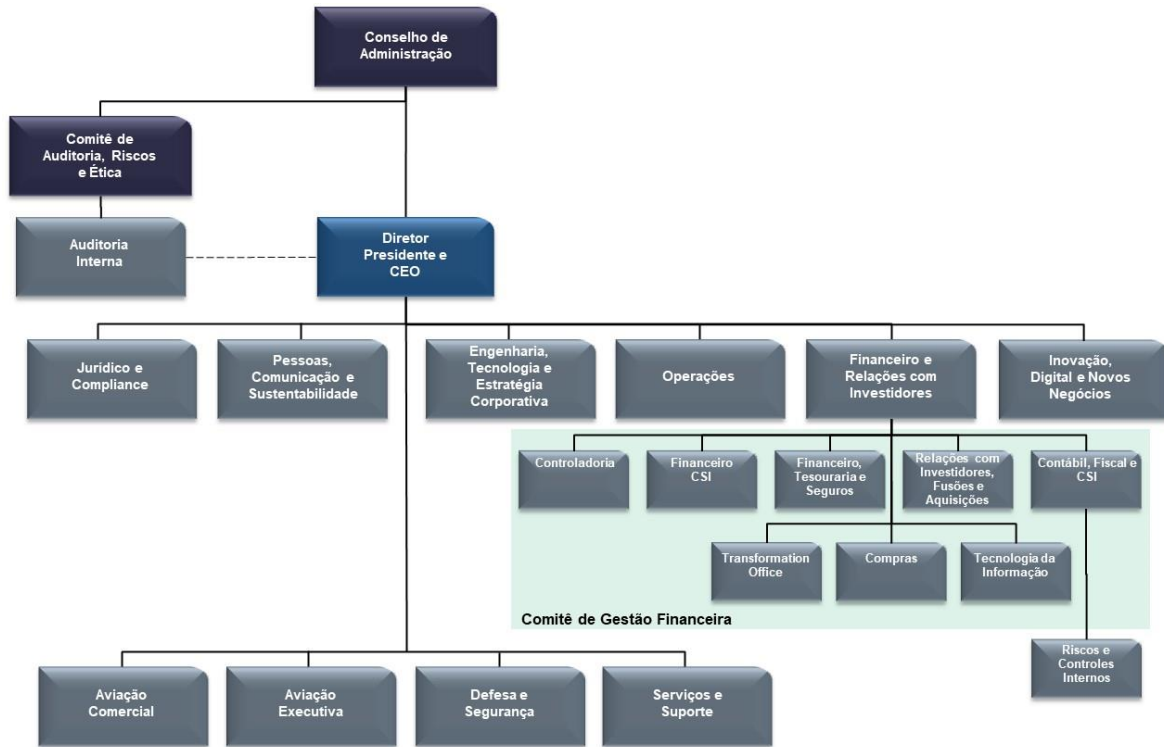 Conselho de
Administração
Comitê de
Auditoria, Riscos
e Ética
Auditoria
Interna
Diretor
Presidente e
CEO
Jurídico e
Compliance
Pessoas,
Comunicação e
Sustentabilidade
Engenharia,
Tecnologia e
Estratégia
Corporativa
Operações
Financeiro e
Relações com
Investidores
Inovação,
Digital e Novos
Negócios
Controladoria
Financeiro
CSI
Financeiro,
Tesouraria e
Seguros
Relações com
Investidores,
Fusões e
Aquisições
Contábil, Fiscal e
CSI
Transformation
Office
Compras
Tecnologia da
Informação
Comitê de Gestão Financeira
Riscos e
Controles
Internos
Aviação
Comercial
Aviação
Executiva
Defesa e
Segurança
Serviços e
Suporte